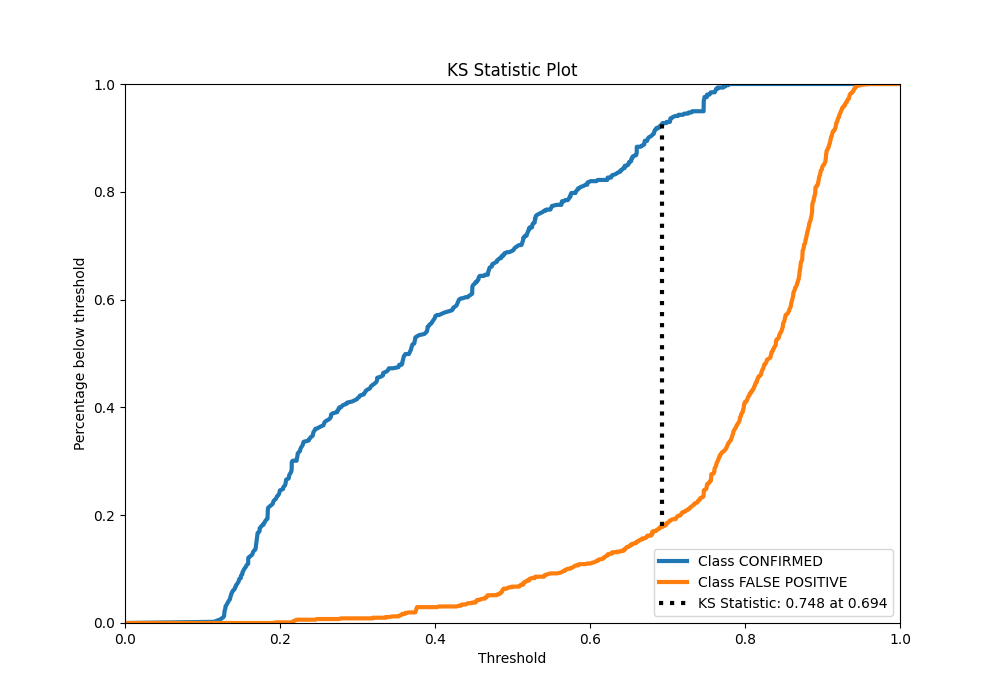 KS Statistic Plot
1.0
0.8
0.6
0.4
0.2
0.0
Percentage below threshold
0.0 0.2 0.4 0.6 0.8 1.0
Threshold
Class CONFIRMED
Class FALSE POSITIVE
KS Statistic: 0.748 at 0.694